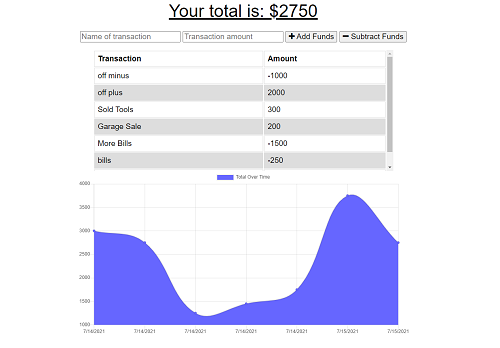 Your total is: $2750
Name of transaction Transaction amount + Add Funds − Subtract Funds
Transaction Amount
off minus -1000
off plus 2000
Sold Tools 300
Garage Sale 200
More Bills -1500
bills -250
Total Over Time
4000
3500
3000
2500
2000
1500
1000
7/14/2021 7/14/2021 7/14/2021 7/14/2021 7/14/2021 7/15/2021 7/15/2021